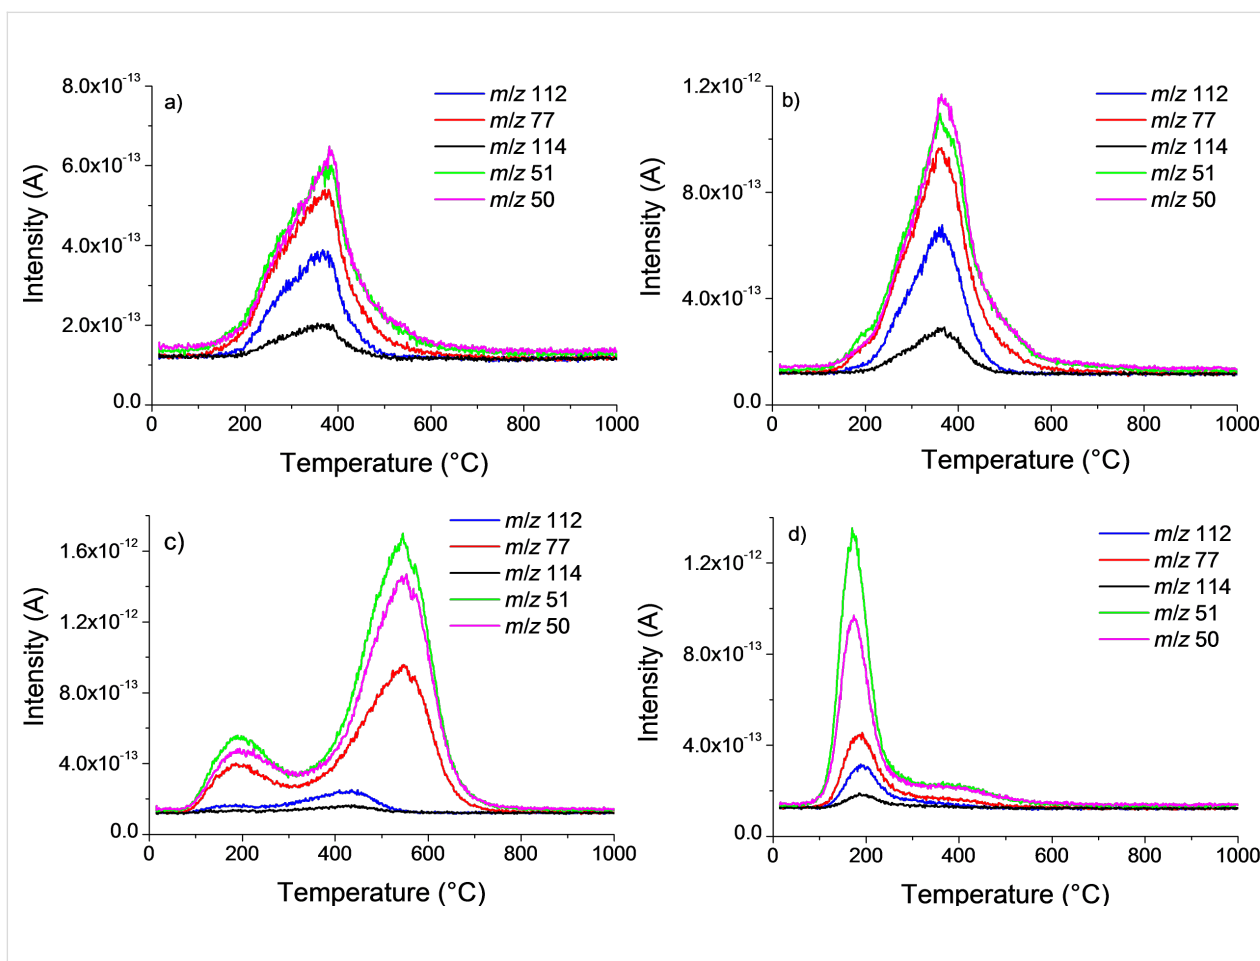 a)
8.0x10⁻¹³
6.0x10⁻¹³
4.0x10⁻¹³
2.0x10⁻¹³
0.0
Intensity (A)
m/z 112
m/z 77
m/z 114
m/z 51
m/z 50
0 200 400 600 800 1000
Temperature (°C)
b)
1.2x10⁻¹²
8.0x10⁻¹³
4.0x10⁻¹³
0.0
Intensity (A)
m/z 112
m/z 77
m/z 114
m/z 51
m/z 50
0 200 400 600 800 1000
Temperature (°C)
c)
1.6x10⁻¹²
1.2x10⁻¹²
8.0x10⁻¹³
4.0x10⁻¹³
0.0
Intensity (A)
m/z 112
m/z 77
m/z 114
m/z 51
m/z 50
0 200 400 600 800 1000
Temperature (°C)
d)
1.2x10⁻¹²
8.0x10⁻¹³
4.0x10⁻¹³
0.0
Intensity (A)
m/z 112
m/z 77
m/z 114
m/z 51
m/z 50
0 200 400 600 800 1000
Temperature (°C)